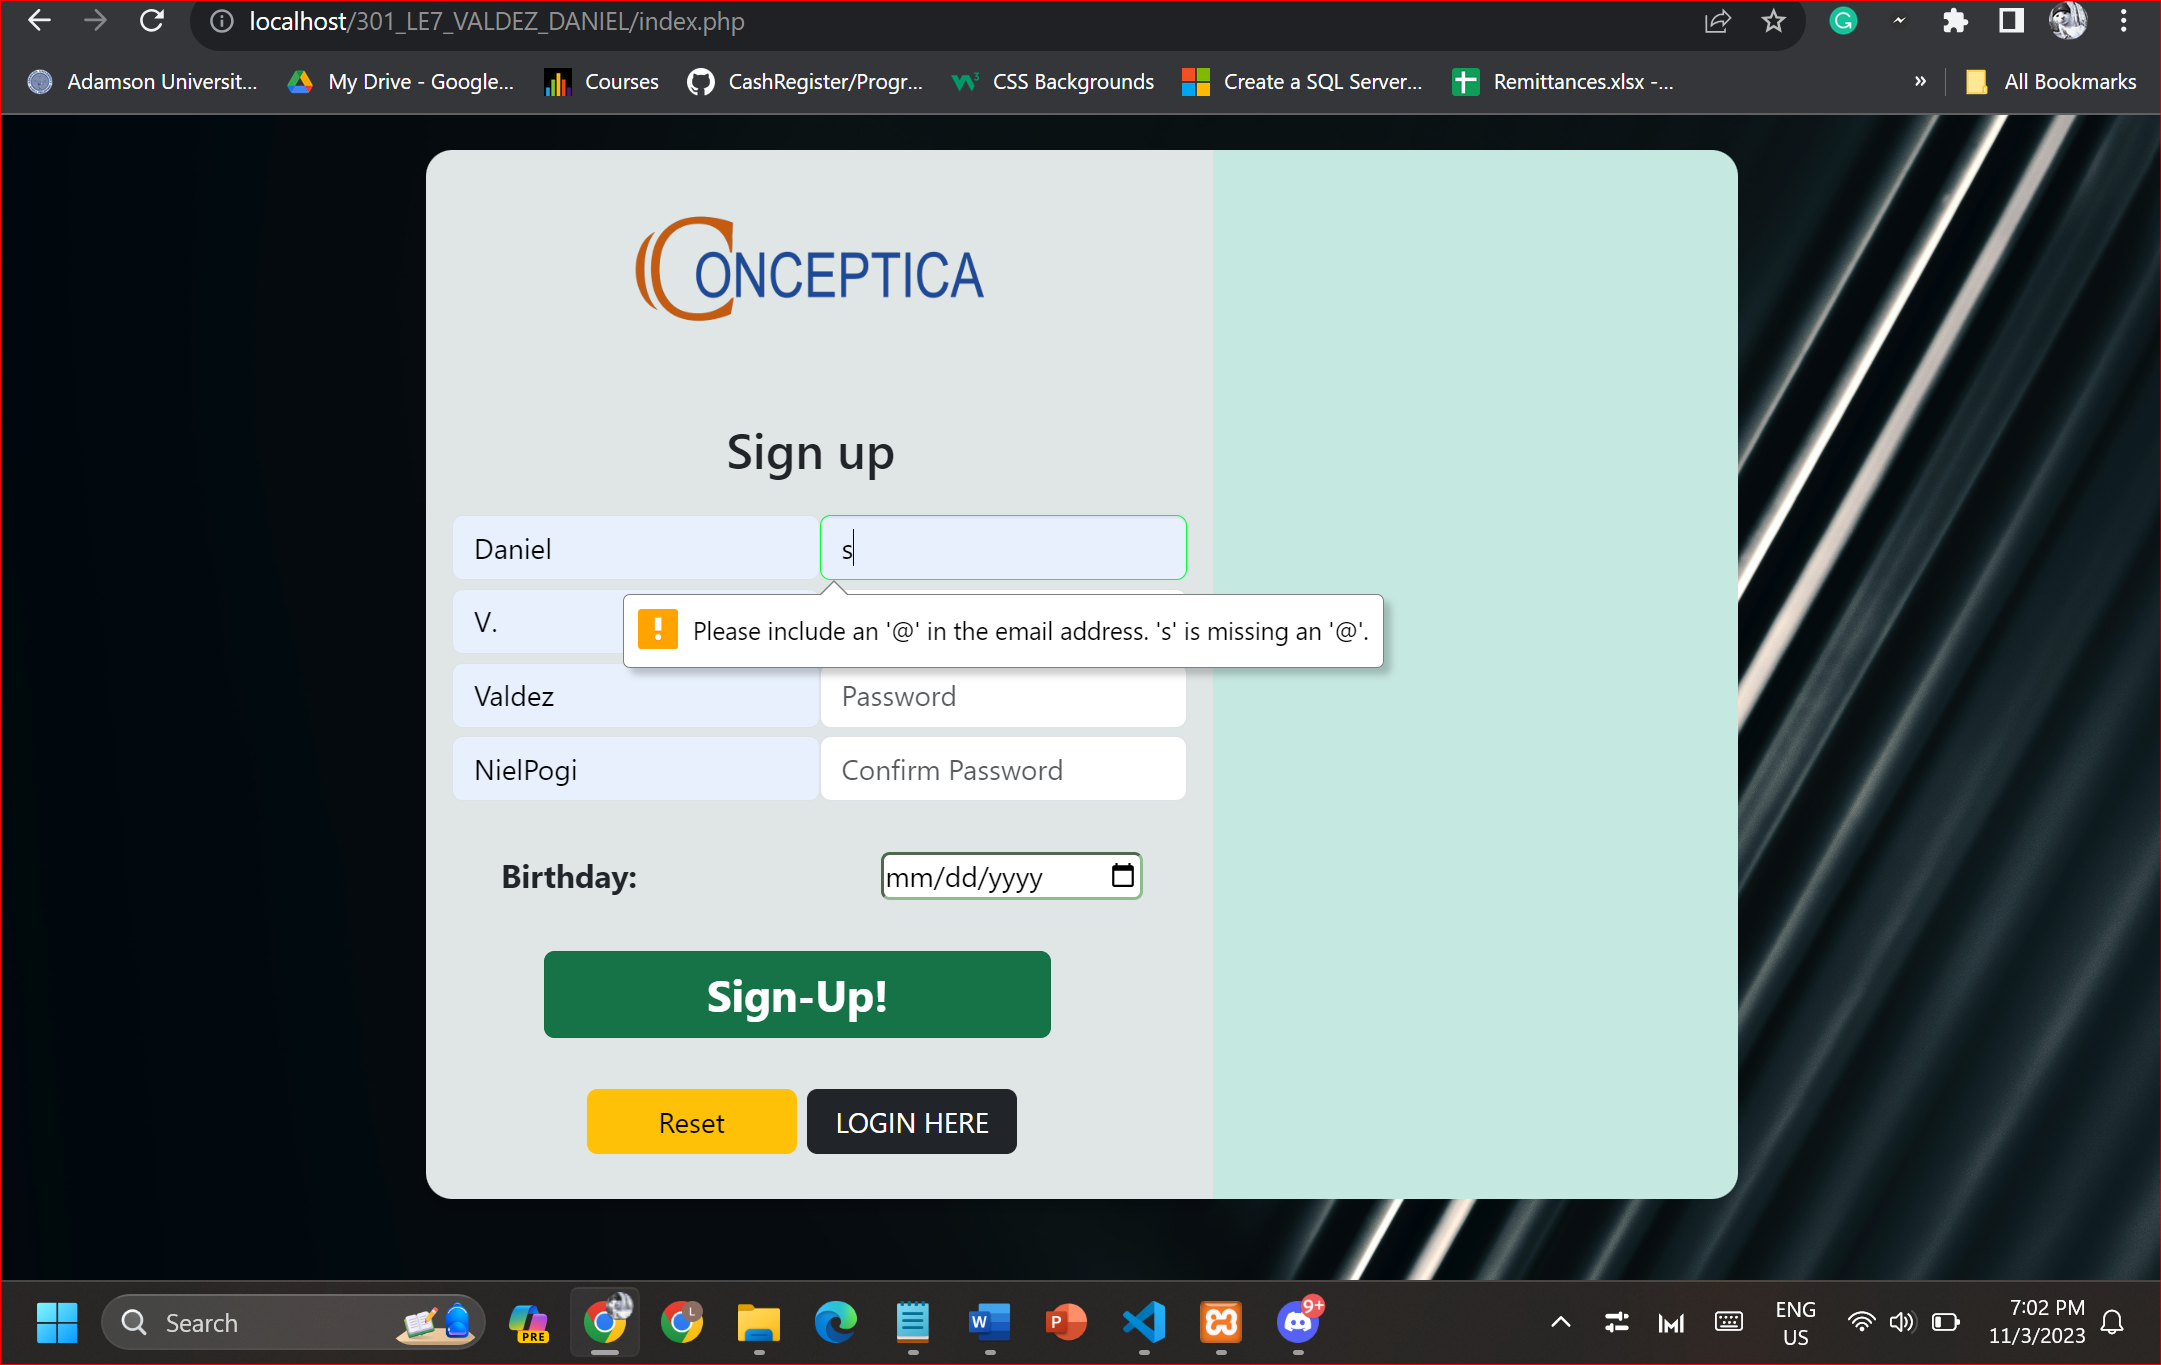 localhost/301_LE7_VALDEZ_DANIEL/index.php
G
Adamson Universit... My Drive - Google... Courses CashRegister/Progr... CSS Backgrounds Create a SQL Server... Remittances.xlsx -... » All Bookmarks
CONCEPTICA
Sign up
Daniel s
V.
Please include an '@' in the email address. 's' is missing an '@'.
Valdez Password
NielPogi Confirm Password
Birthday: mm/dd/yyyy
Sign-Up!
Reset LOGIN HERE
Search PRE L W P 9+ ENG US 7:02 PM
11/3/2023